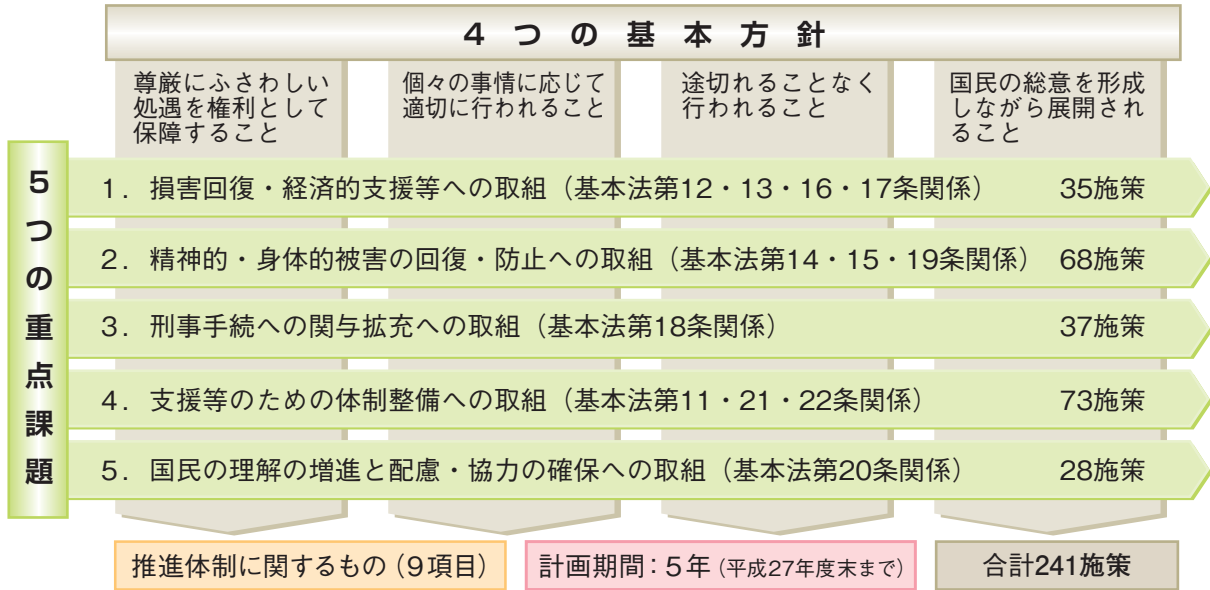 4つの基本方針
尊厳にふさわしい
処遇を権利として
保障すること
個々の事情に応じて
適切に行われること
途切れることなく
行われること
国民の総意を形成
しながら展開され
ること
5つの重点課題
1．損害回復・経済的支援等への取組（基本法第12・13・16・17条関係） 35施策
2．精神的・身体的被害の回復・防止への取組（基本法第14・15・19条関係） 68施策
3．刑事手続への関与拡充への取組（基本法第18条関係） 37施策
4．支援等のための体制整備への取組（基本法第11・21・22条関係） 73施策
5．国民の理解の増進と配慮・協力の確保への取組（基本法第20条関係） 28施策
推進体制に関するもの（9項目）
計画期間：5年（平成27年度末まで）
合計241施策